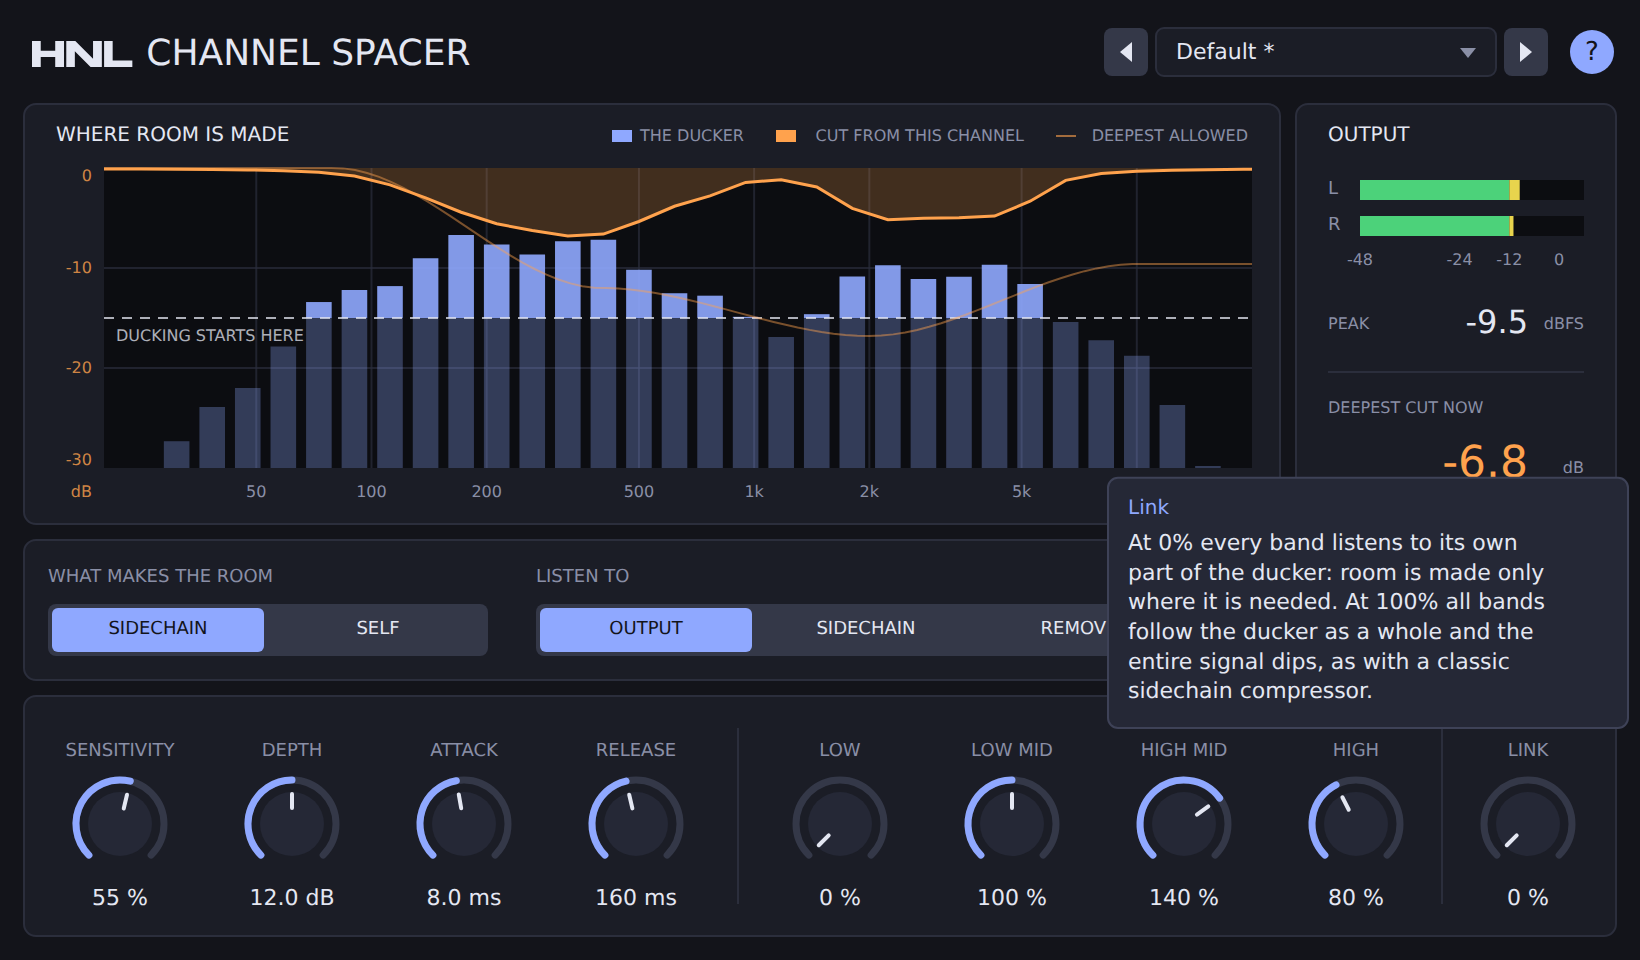 HNL CHANNEL SPACER
Default *
?
WHERE ROOM IS MADE
THE DUCKER
CUT FROM THIS CHANNEL
DEEPEST ALLOWED
0
-10
DUCKING STARTS HERE
-20
-30
dB
50
100
200
500
1k
2k
5k
OUTPUT
L
R
-48
-24
-12
0
PEAK
-9.5
dBFS
DEEPEST CUT NOW
-6.8
dB
Link
At 0% every band listens to its own
part of the ducker: room is made only
where it is needed. At 100% all bands
follow the ducker as a whole and the
entire signal dips, as with a classic
sidechain compressor.
WHAT MAKES THE ROOM
SIDECHAIN
SELF
LISTEN TO
OUTPUT
SIDECHAIN
REMOV
SENSITIVITY
DEPTH
ATTACK
RELEASE
LOW
LOW MID
HIGH MID
HIGH
LINK
55 %
12.0 dB
8.0 ms
160 ms
0 %
100 %
140 %
80 %
0 %